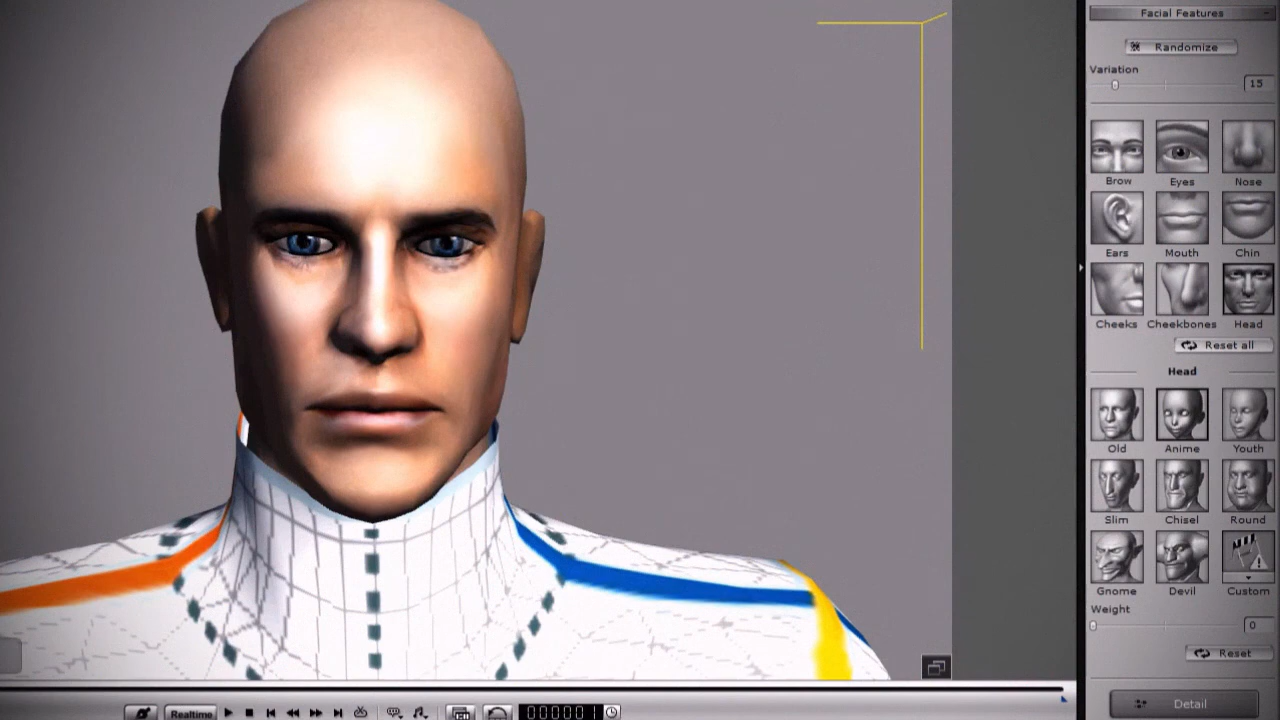 Facial Features
Randomize
Variation
15
Brow Eyes Nose
Ears Mouth Chin
Cheeks Cheekbones Head
Reset all
Head
Old Anime Youth
Slim Chisel Round
Gnome Devil Custom
Weight
0
Reset
Detail
Realtime 000001